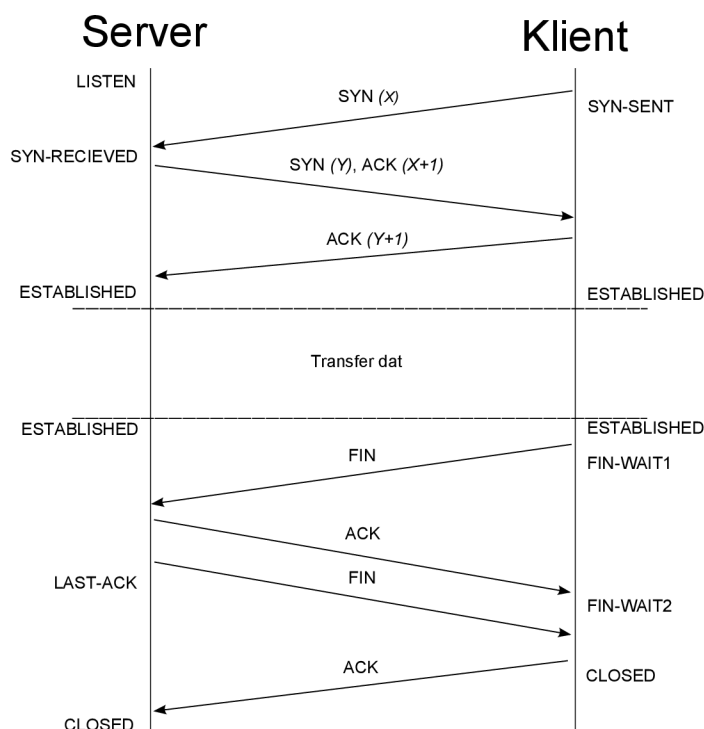 Server
Klient
LISTEN
SYN (X)
SYN-SENT
SYN-RECIEVED
SYN (Y), ACK (X+1)
ACK (Y+1)
ESTABLISHED
ESTABLISHED
Transfer dat
ESTABLISHED
ESTABLISHED
FIN
FIN-WAIT1
ACK
FIN
LAST-ACK
FIN-WAIT2
ACK
CLOSED
CLOSED